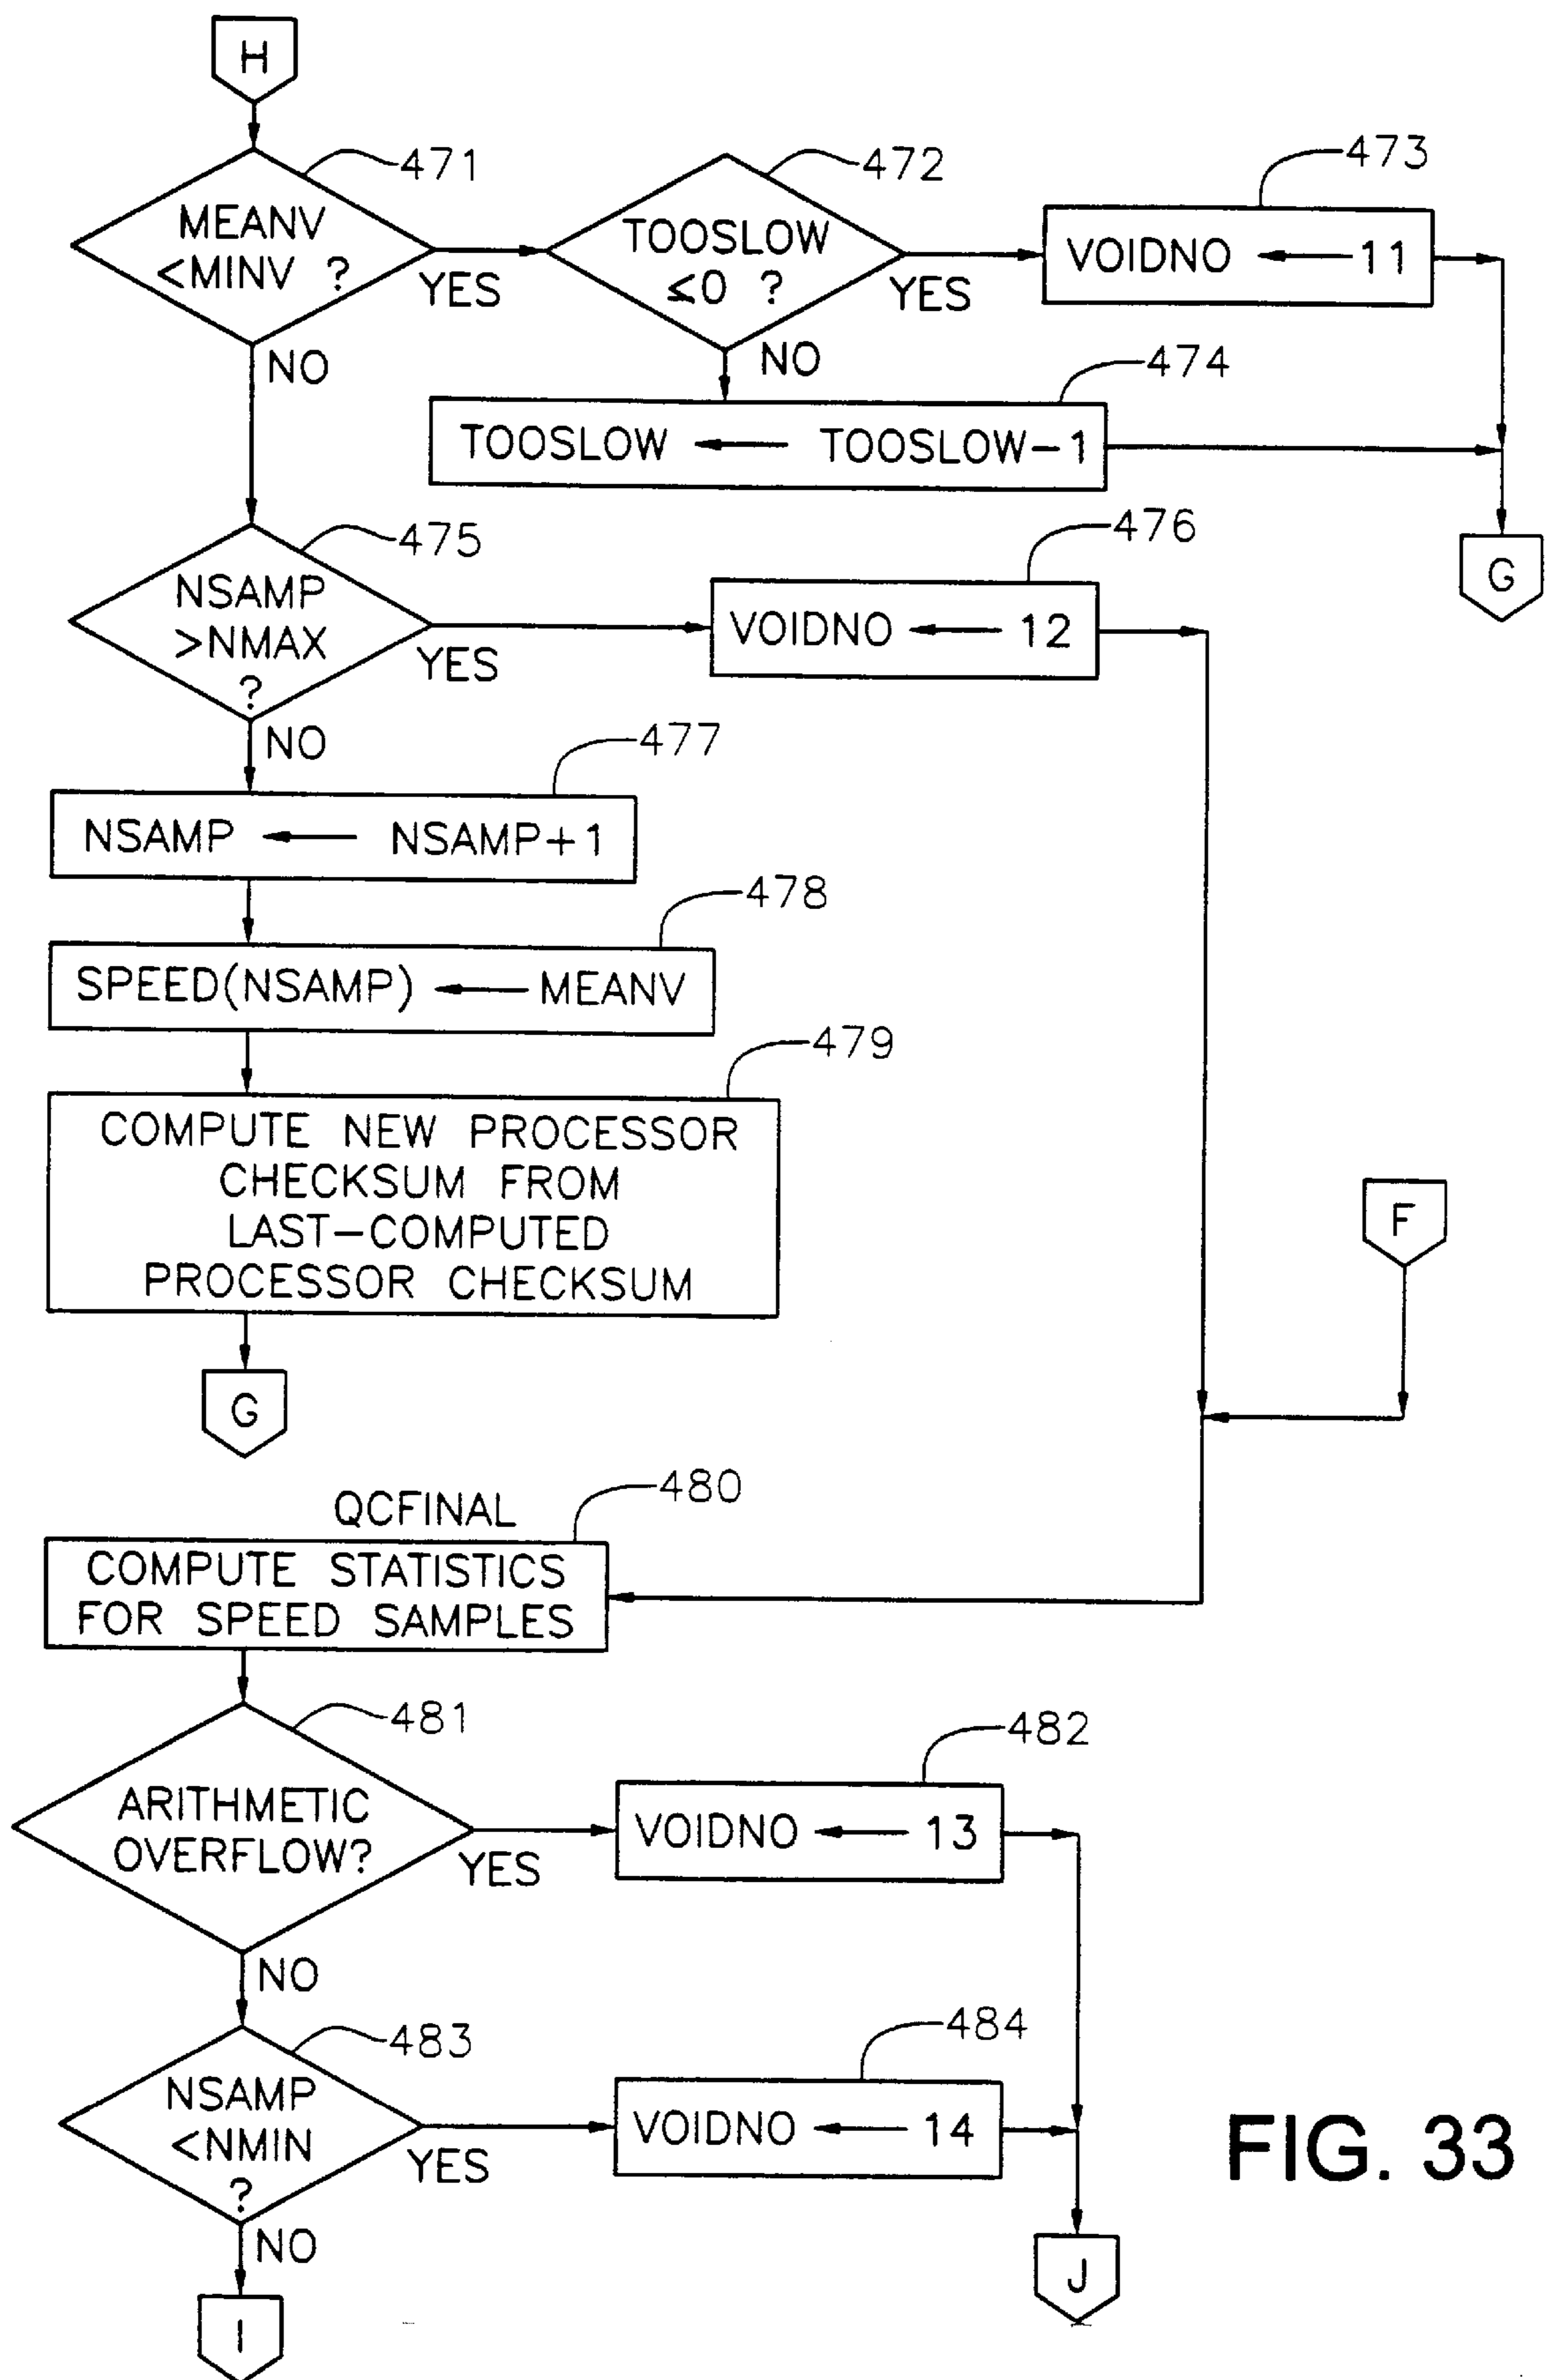 H
471
MEANV
<MINV ?
YES
NO
472
TOOSLOW
≤0 ?
YES
NO
473
VOIDNO ← 11
474
TOOSLOW ← TOOSLOW-1
G
475
NSAMP
>NMAX
?
YES
NO
476
VOIDNO ← 12
477
NSAMP ← NSAMP+1
478
SPEED(NSAMP) ← MEANV
479
COMPUTE NEW PROCESSOR
CHECKSUM FROM
LAST-COMPUTED
PROCESSOR CHECKSUM
G
F
QCFINAL
480
COMPUTE STATISTICS
FOR SPEED SAMPLES
481
ARITHMETIC
OVERFLOW?
YES
NO
482
VOIDNO ← 13
483
NSAMP
<NMIN
?
YES
NO
484
VOIDNO ← 14
J
I
FIG. 33